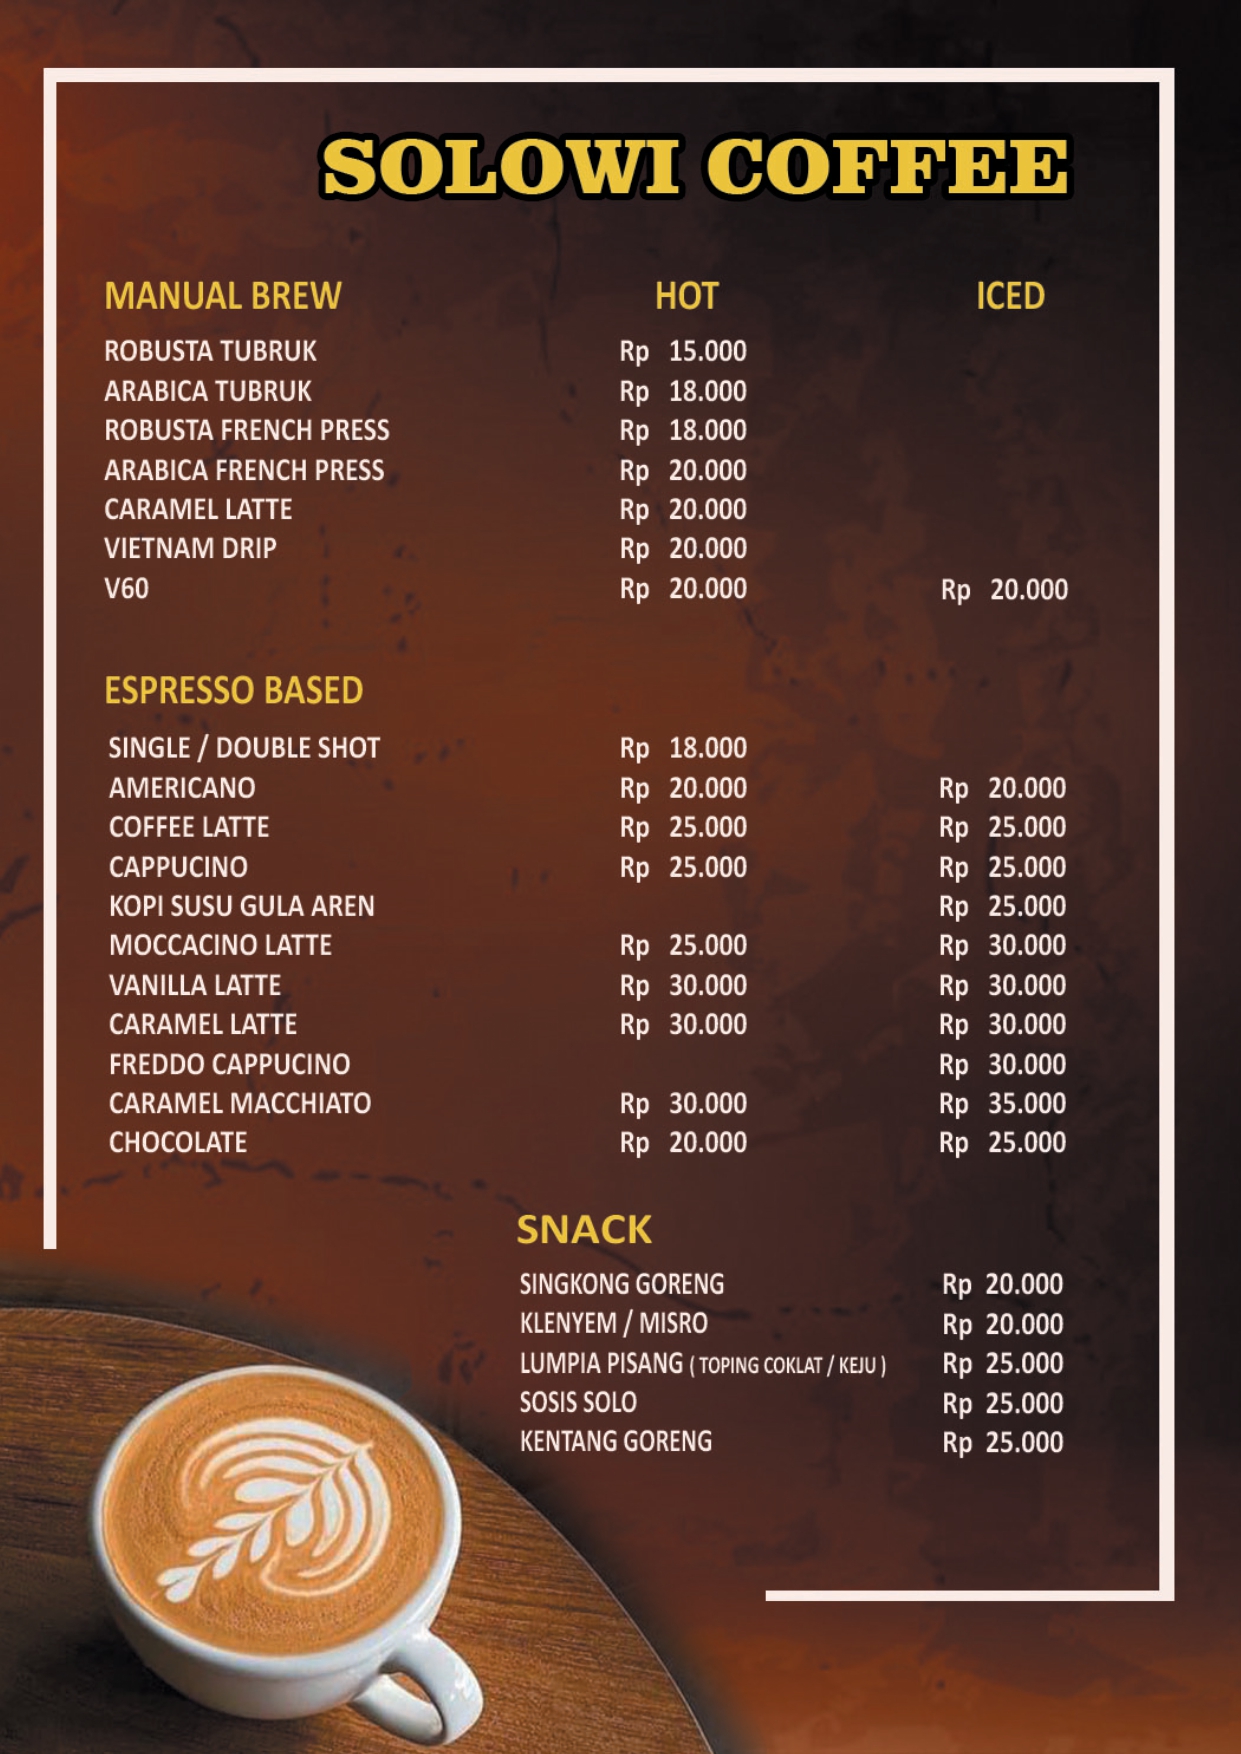 SOLOWI COFFEE
MANUAL BREW HOT ICED
ROBUSTA TUBRUK Rp 15.000
ARABICA TUBRUK Rp 18.000
ROBUSTA FRENCH PRESS Rp 18.000
ARABICA FRENCH PRESS Rp 20.000
CARAMEL LATTE Rp 20.000
VIETNAM DRIP Rp 20.000
V60 Rp 20.000 Rp 20.000
ESPRESSO BASED
SINGLE / DOUBLE SHOT Rp 18.000
AMERICANO Rp 20.000 Rp 20.000
COFFEE LATTE Rp 25.000 Rp 25.000
CAPPUCINO Rp 25.000 Rp 25.000
KOPI SUSU GULA AREN Rp 25.000
MOCCACINO LATTE Rp 25.000 Rp 30.000
VANILLA LATTE Rp 30.000 Rp 30.000
CARAMEL LATTE Rp 30.000 Rp 30.000
FREDDO CAPPUCINO Rp 30.000
CARAMEL MACCHIATO Rp 30.000 Rp 35.000
CHOCOLATE Rp 20.000 Rp 25.000
SNACK
SINGKONG GORENG Rp 20.000
KLENYEM / MISRO Rp 20.000
LUMPIA PISANG ( TOPING COKLAT / KEJU ) Rp 25.000
SOSIS SOLO Rp 25.000
KENTANG GORENG Rp 25.000